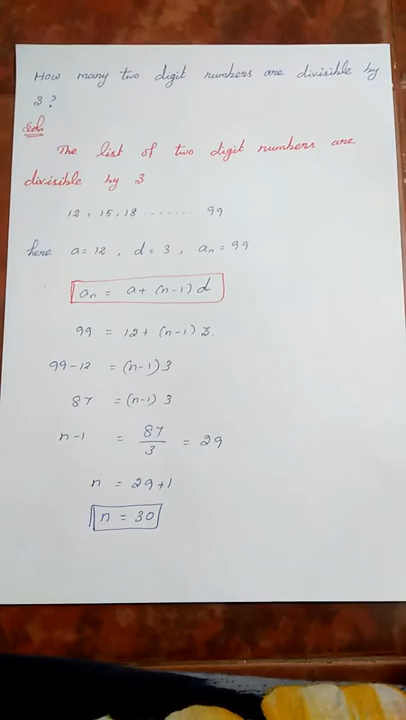 How many two digit numbers are divisible by
3 ?
Sol:
The list of two digit numbers are
divisible by 3
12 , 15, 18 ........ 99
here a = 12 , d = 3 , aₙ = 99
aₙ = a + (n-1) d
99 = 12 + (n-1) 3.
99-12 = (n-1) 3
87 = (n-1) 3
n-1 = 87/3 = 29
n = 29+1
n = 30